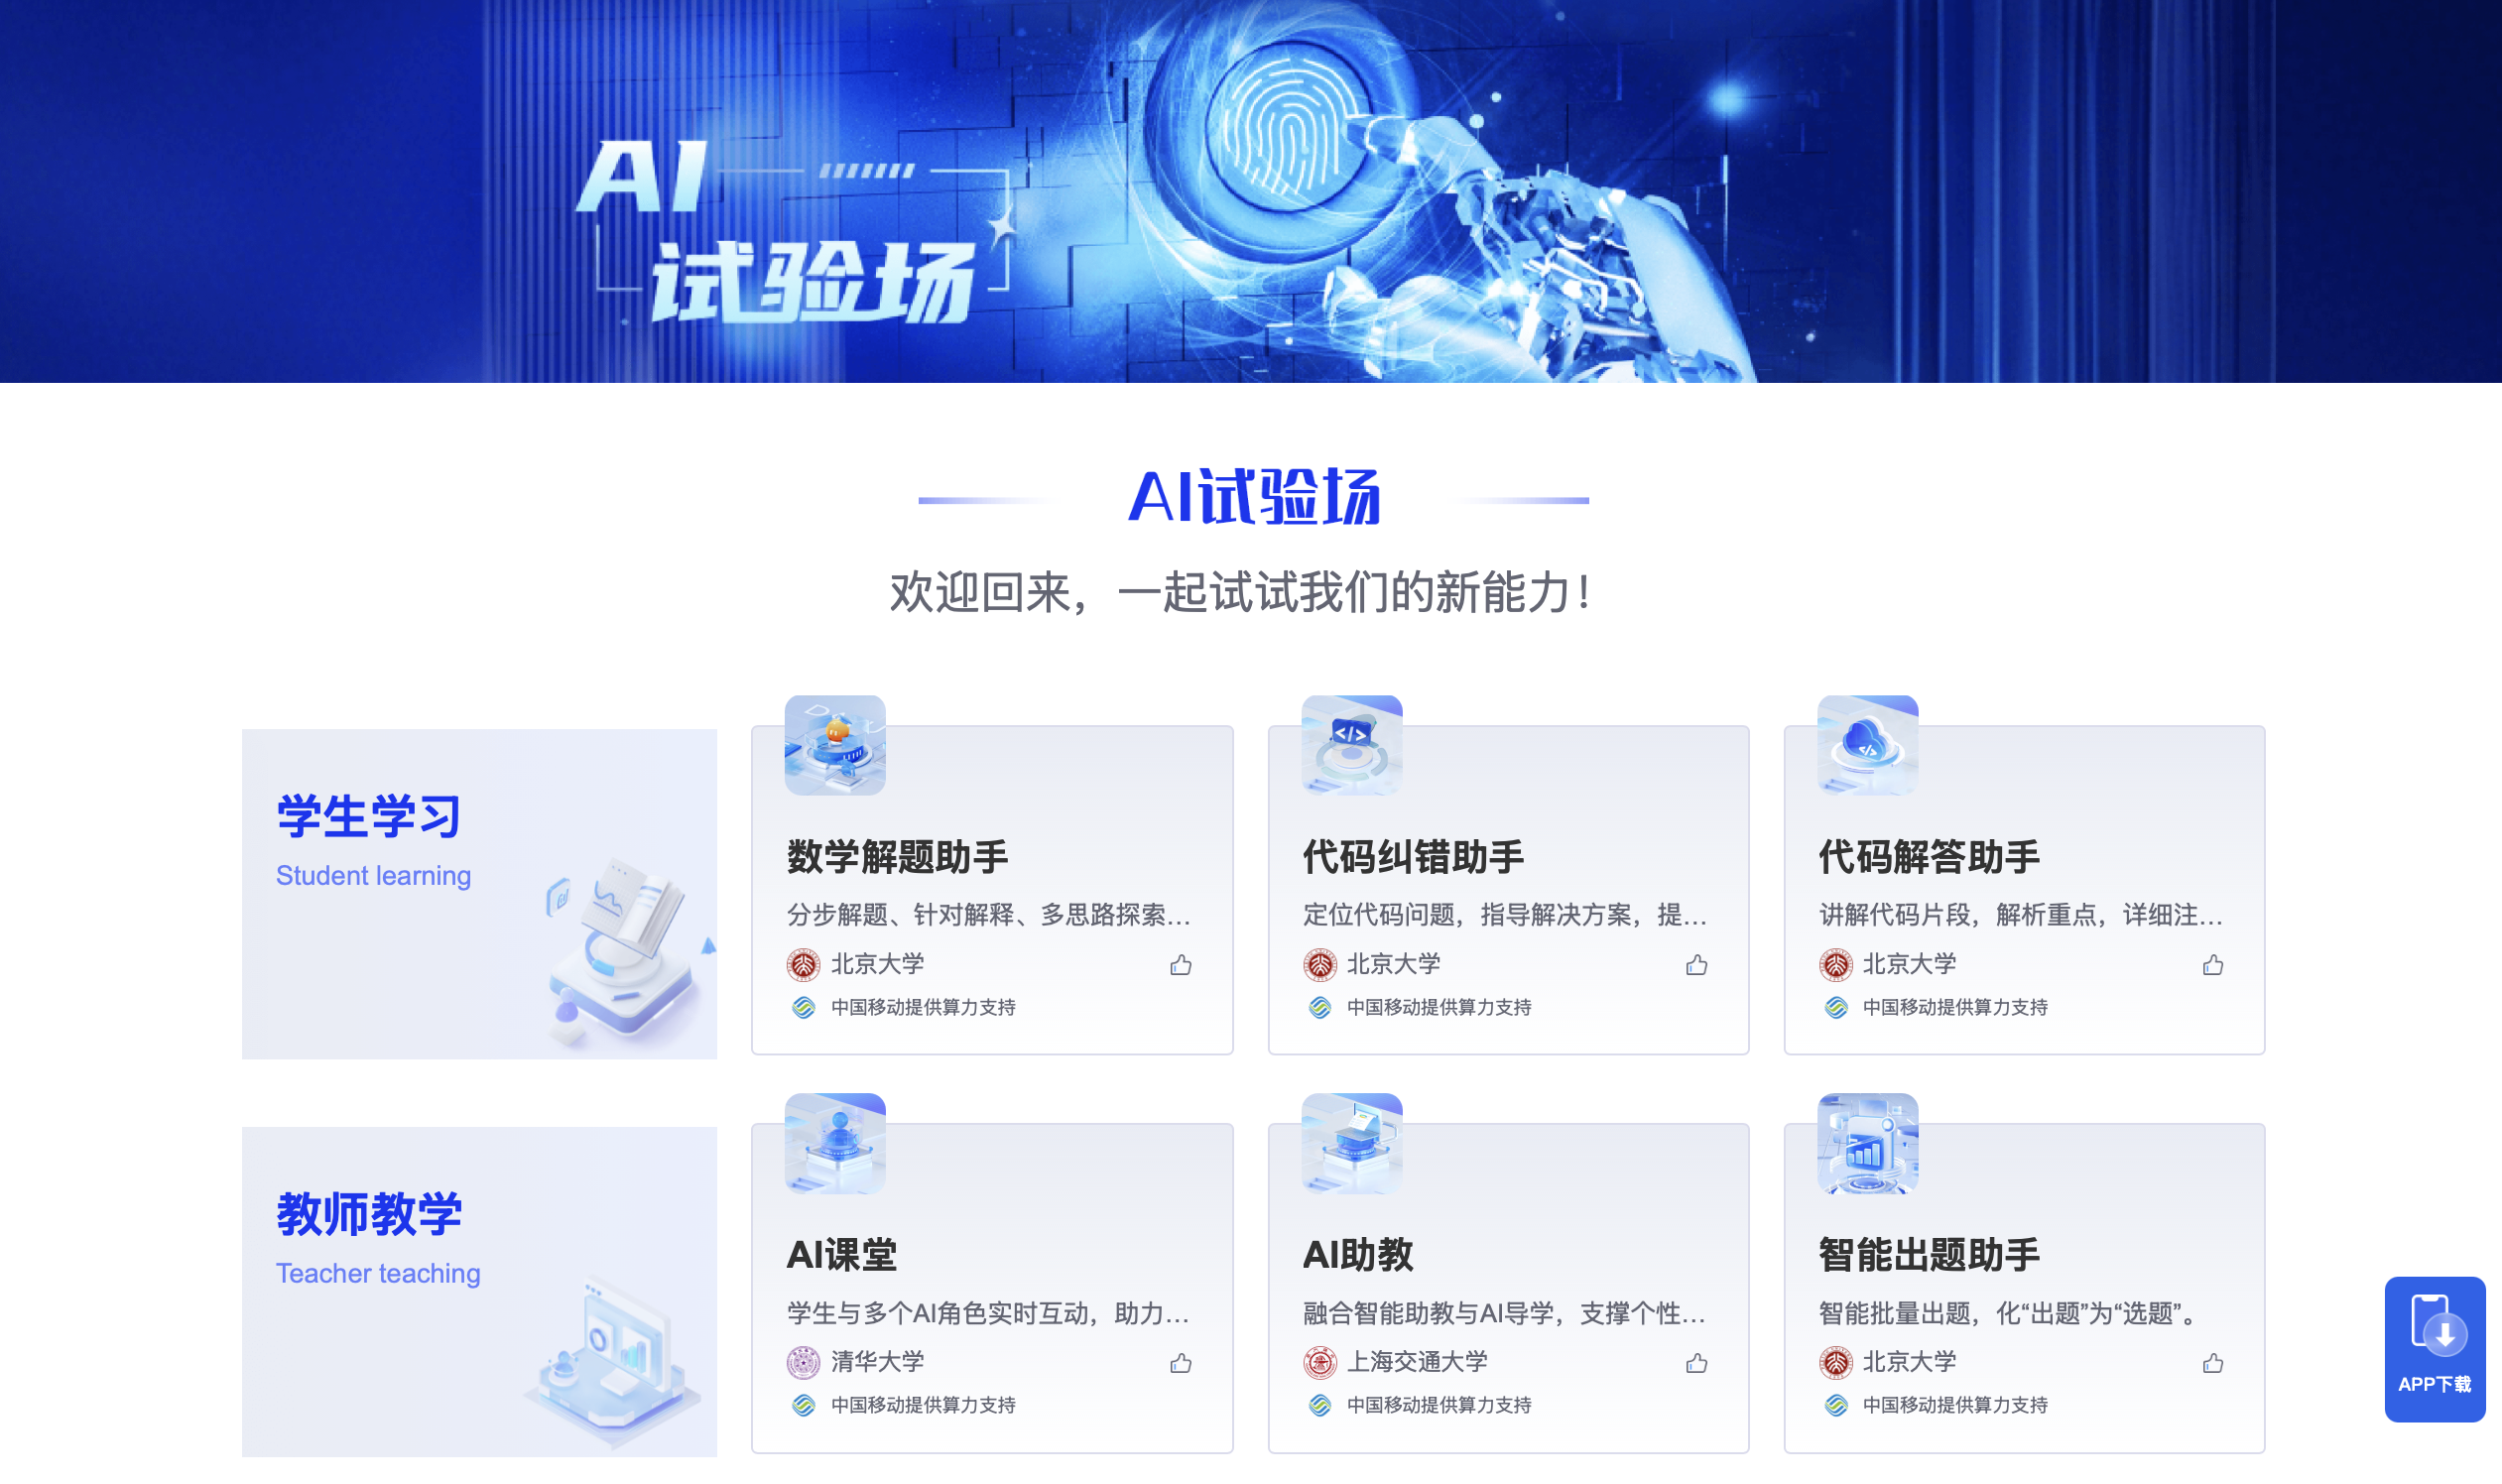 AI
试验场
AI试验场
欢迎回来，一起试试我们的新能力！
学生学习
Student learning
数学解题助手
分步解题、针对解释、多思路探索...
北京大学
中国移动提供算力支持
代码纠错助手
定位代码问题，指导解决方案，提...
北京大学
中国移动提供算力支持
代码解答助手
讲解代码片段，解析重点，详细注...
北京大学
中国移动提供算力支持
教师教学
Teacher teaching
AI课堂
学生与多个AI角色实时互动，助力...
清华大学
中国移动提供算力支持
AI助教
融合智能助教与AI导学，支撑个性...
上海交通大学
中国移动提供算力支持
智能出题助手
智能批量出题，化“出题”为“选题”。
北京大学
中国移动提供算力支持
APP下载